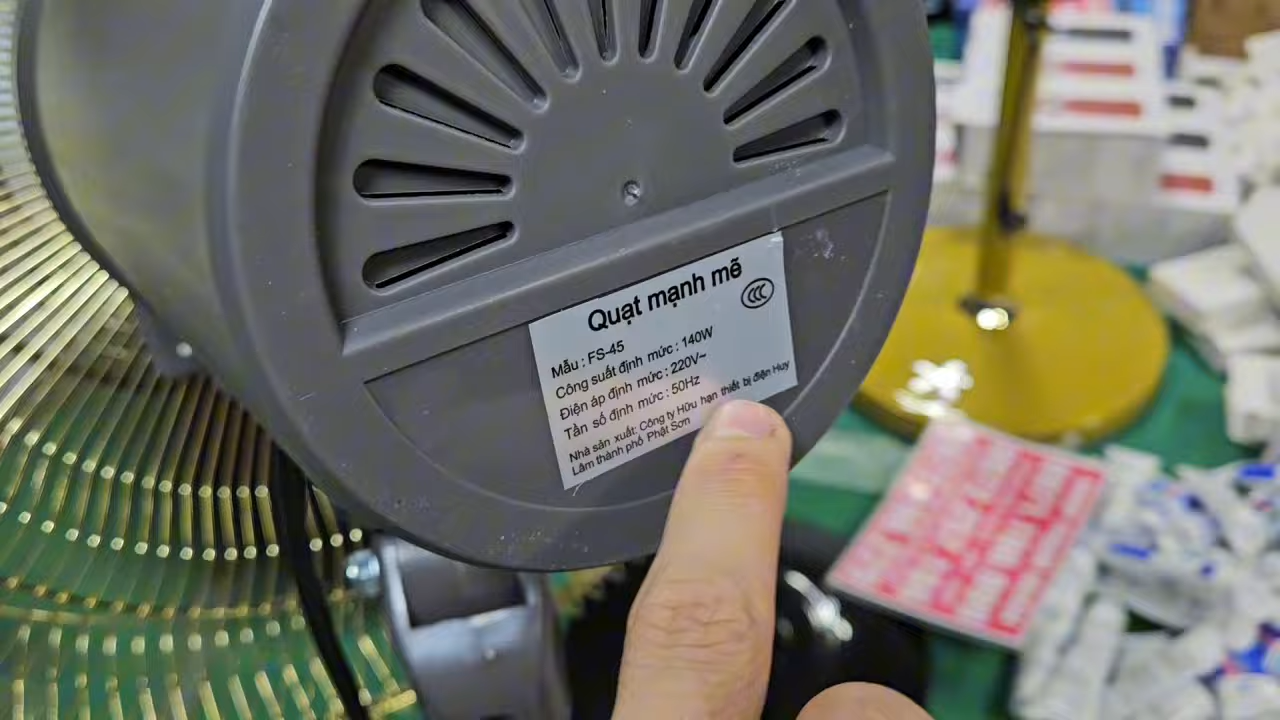 Quạt mạnh mẽ
CCC
Mẫu : FS-45
Công suất định mức : 140W
Điện áp định mức : 220V~
Tần số định mức : 50Hz
Nhà sản xuất: Công ty Hữu hạn thiết bị điện Huy
Lâm thành phố Phật Sơn